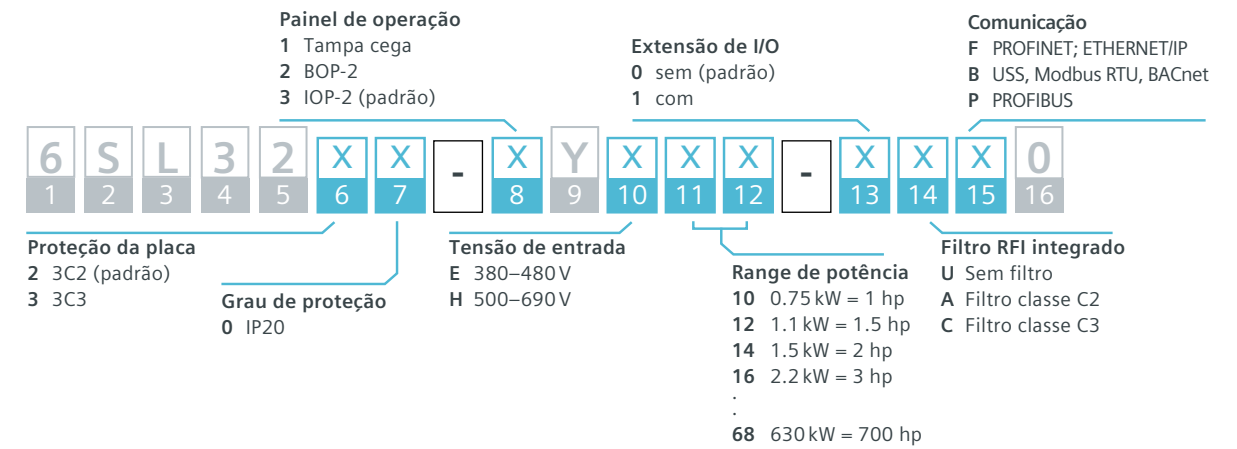 Painel de operação
1 Tampa cega
2 BOP-2
3 IOP-2 (padrão)
Extensão de I/O
0 sem (padrão)
1 com
Comunicação
F PROFINET; ETHERNET/IP
B USS, Modbus RTU, BACnet
P PROFIBUS
6 S L 3 2 X X - X Y X X X - X X X 0
1 2 3 4 5 6 7 8 9 10 11 12 13 14 15 16
Proteção da placa
2 3C2 (padrão)
3 3C3
Grau de proteção
0 IP20
Tensão de entrada
E 380–480 V
H 500–690 V
Range de potência
10 0.75 kW = 1 hp
12 1.1 kW = 1.5 hp
14 1.5 kW = 2 hp
16 2.2 kW = 3 hp
.
.
68 630 kW = 700 hp
Filtro RFI integrado
U Sem filtro
A Filtro classe C2
C Filtro classe C3